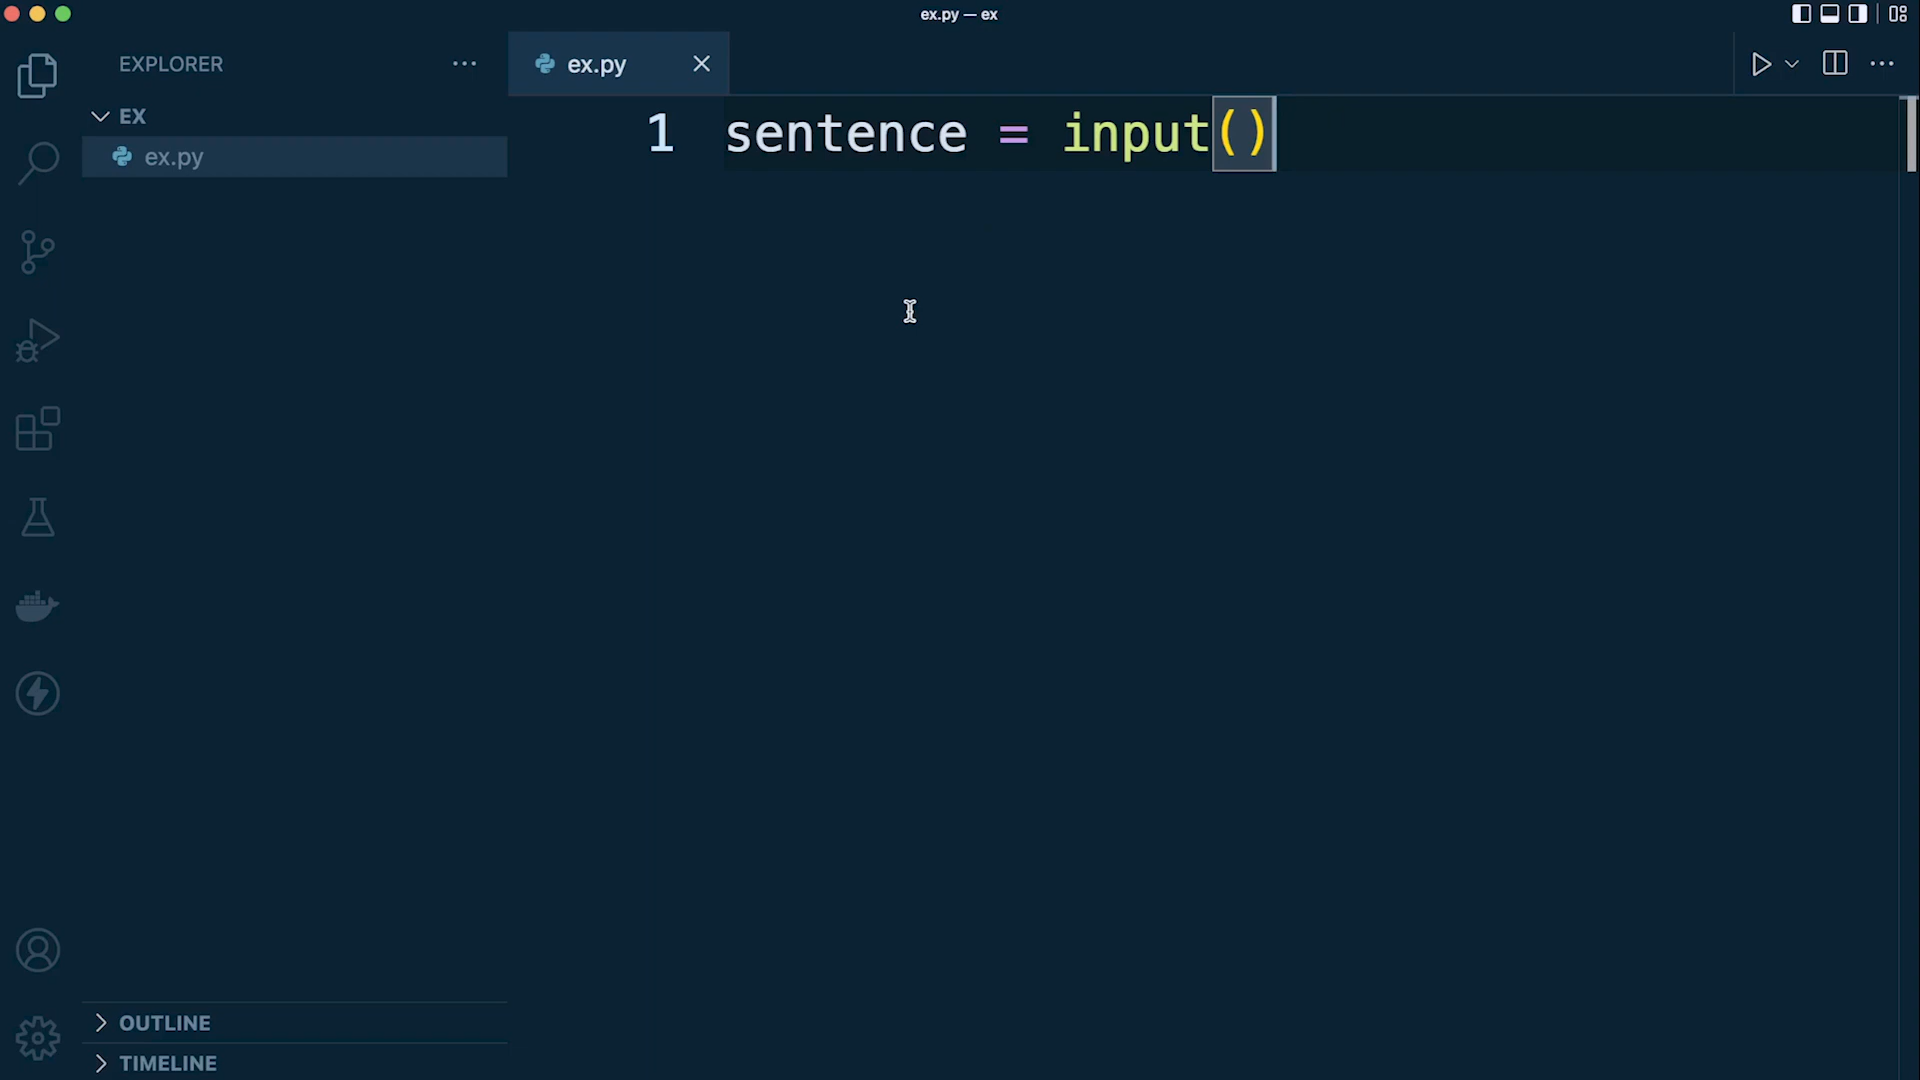 ex.py — ex
EXPLORER
ex.py
EX
ex.py
1 sentence = input()
OUTLINE
TIMELINE